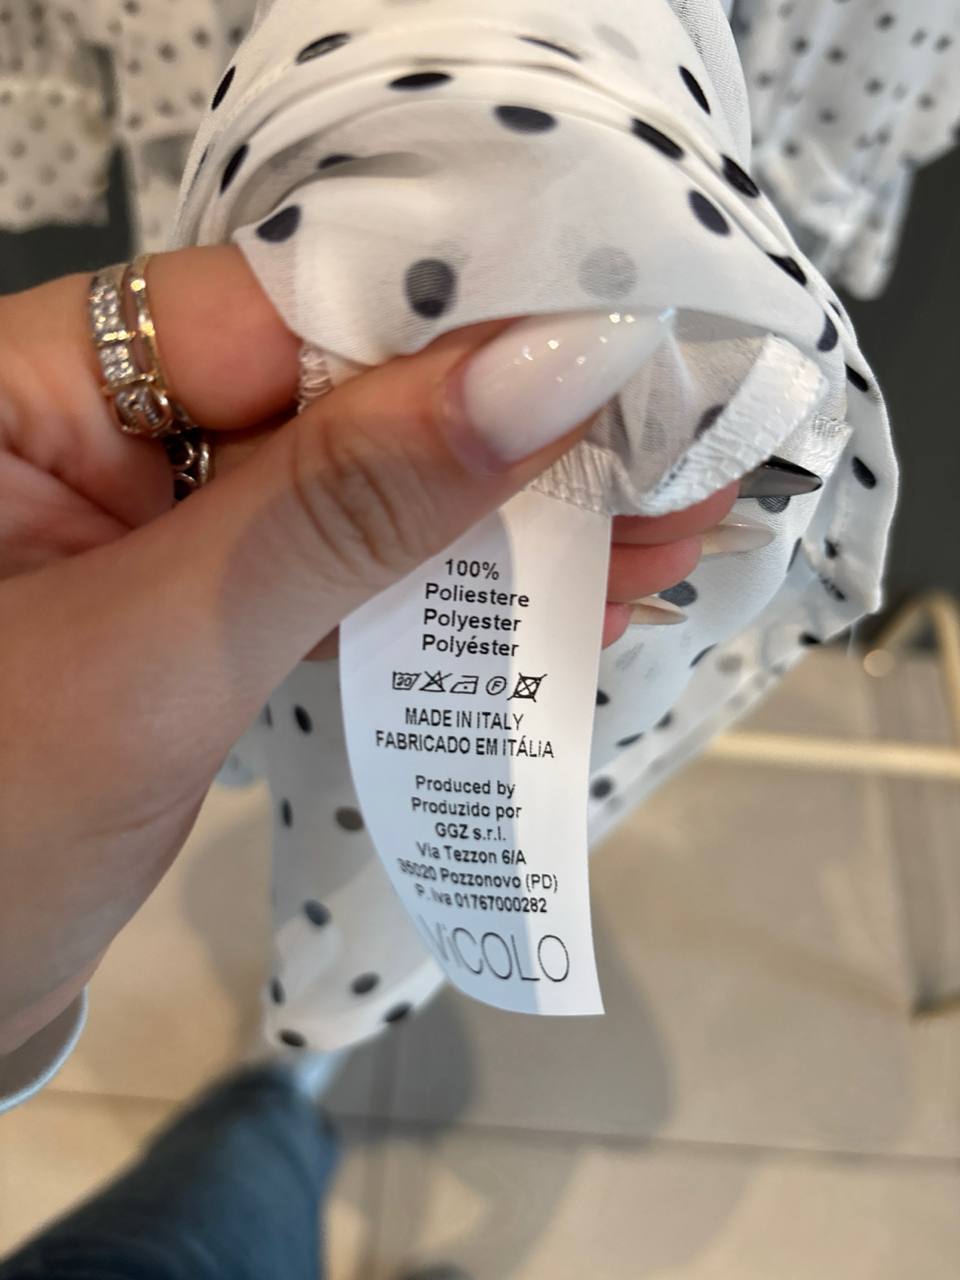 100%
Poliestere
Polyester
Polyéster
30 F
MADE IN ITALY
FABRICADO EM ITÁLIA
Produced by
Produzido por
GGZ s.r.l.
Via Tezzon 6/A
35020 Pozzonovo (PD)
P. Iva 01767000282
ViCOLO